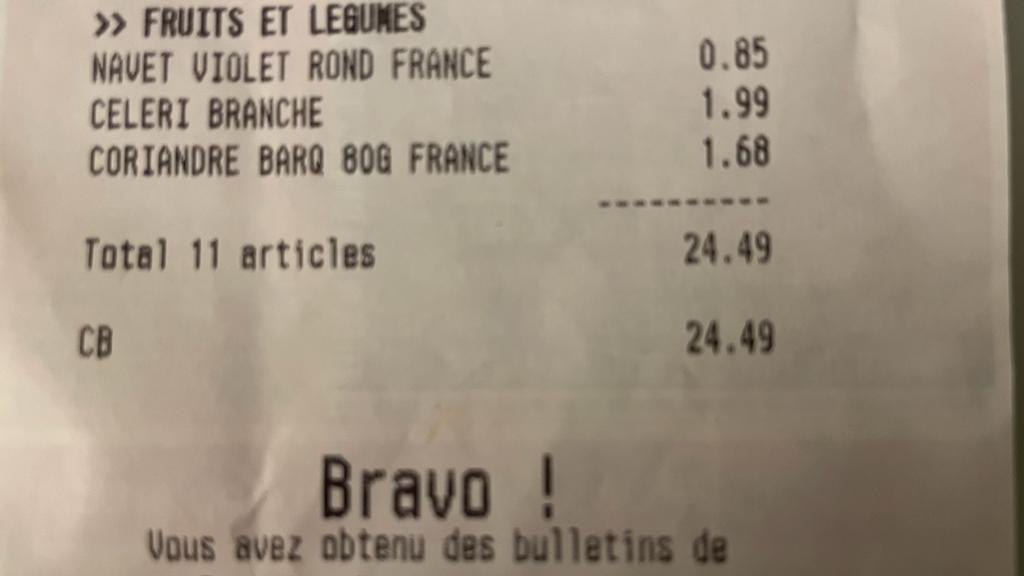 >> FRUITS ET LEGUMES
NAVET VIOLET ROND FRANCE 0.85
CELERI BRANCHE 1.99
CORIANDRE BARQ 80G FRANCE 1.68
----------
Total 11 articles 24.49
CB 24.49
Bravo !
Vous avez obtenu des bulletins de